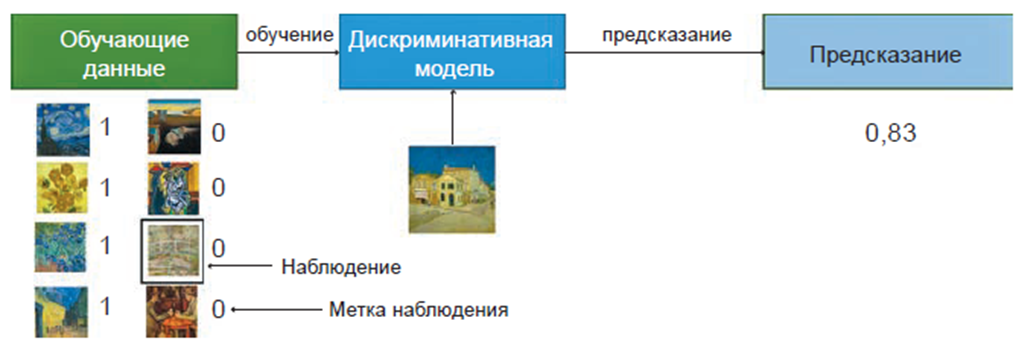 Обучающие
данные
обучение
Дискриминативная
модель
предсказание
Предсказание
1
0
0,83
1
0
1
0
Наблюдение
1
0
Метка наблюдения